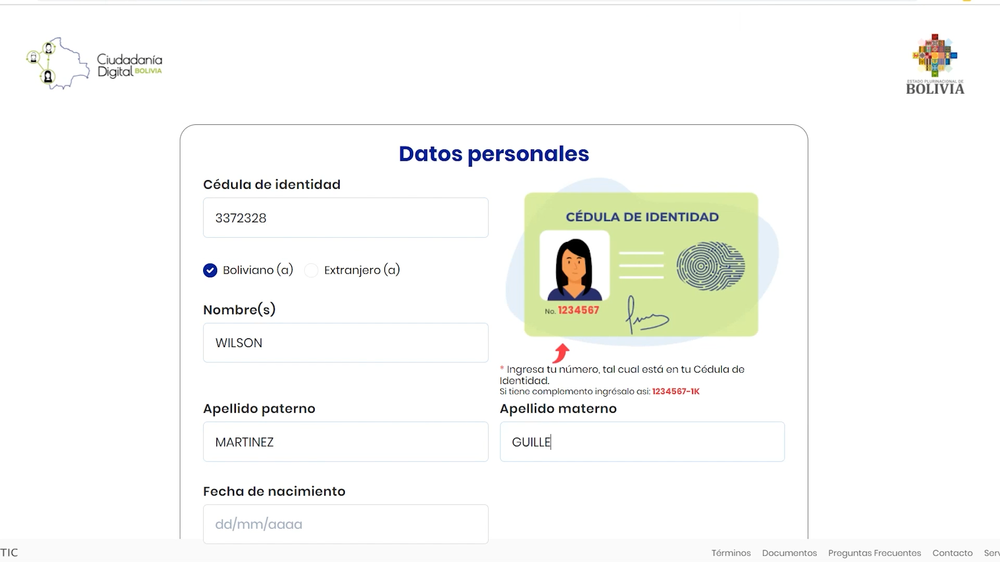 Ciudadanía
Digital BOLIVIA
ESTADO PLURINACIONAL DE
BOLIVIA
Datos personales
Cédula de identidad
3372328
CÉDULA DE IDENTIDAD
No. 1234567
Boliviano (a)
Extranjero (a)
Nombre(s)
WILSON
* Ingresa tu número, tal cual está en tu Cédula de
Identidad.
Si tiene complemento ingrésalo asi: 1234567-1K
Apellido paterno
Apellido materno
MARTINEZ
GUILLE
Fecha de nacimiento
dd/mm/aaaa
TIC
Términos
Documentos
Preguntas Frecuentes
Contacto
Serv